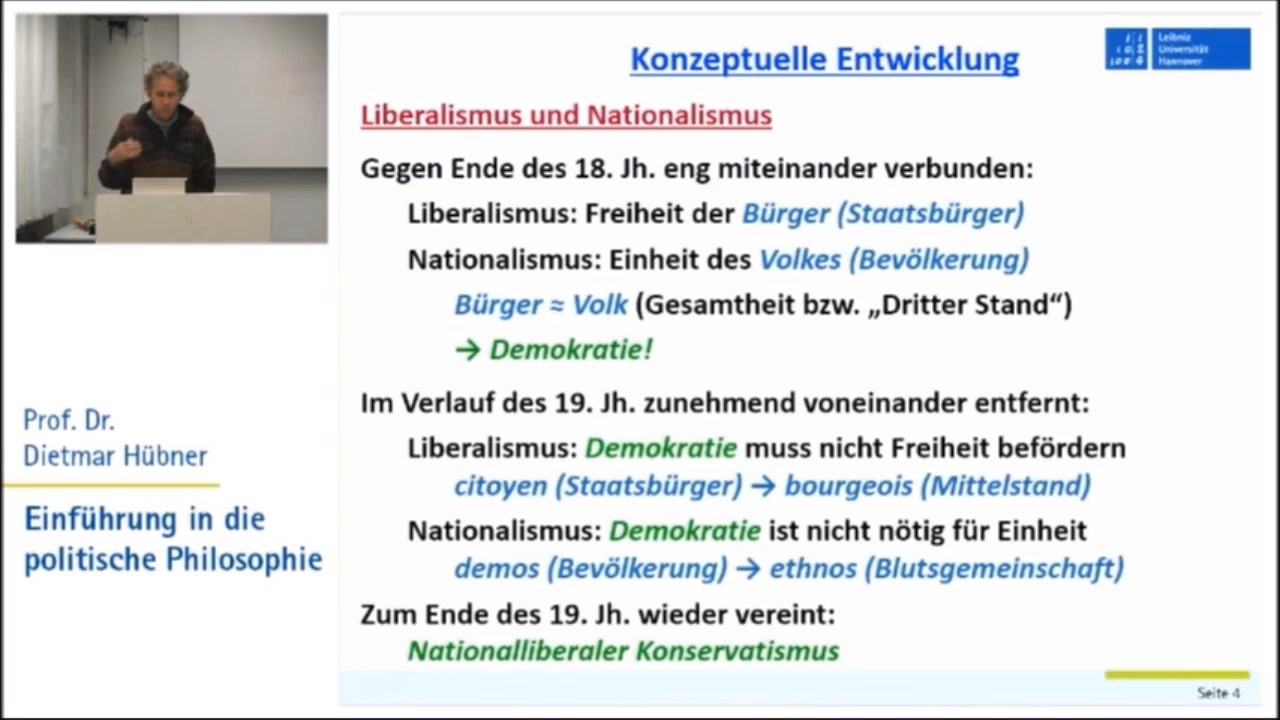 Konzeptuelle Entwicklung
Leibniz
Universität
Hannover
Liberalismus und Nationalismus
Gegen Ende des 18. Jh. eng miteinander verbunden:
Liberalismus: Freiheit der Bürger (Staatsbürger)
Nationalismus: Einheit des Volkes (Bevölkerung)
Bürger ≈ Volk (Gesamtheit bzw. „Dritter Stand“)
→ Demokratie!
Im Verlauf des 19. Jh. zunehmend voneinander entfernt:
Liberalismus: Demokratie muss nicht Freiheit befördern
citoyen (Staatsbürger) → bourgeois (Mittelstand)
Nationalismus: Demokratie ist nicht nötig für Einheit
demos (Bevölkerung) → ethnos (Blutsgemeinschaft)
Zum Ende des 19. Jh. wieder vereint:
Nationalliberaler Konservatismus
Seite 4
Prof. Dr.
Dietmar Hübner
Einführung in die
politische Philosophie